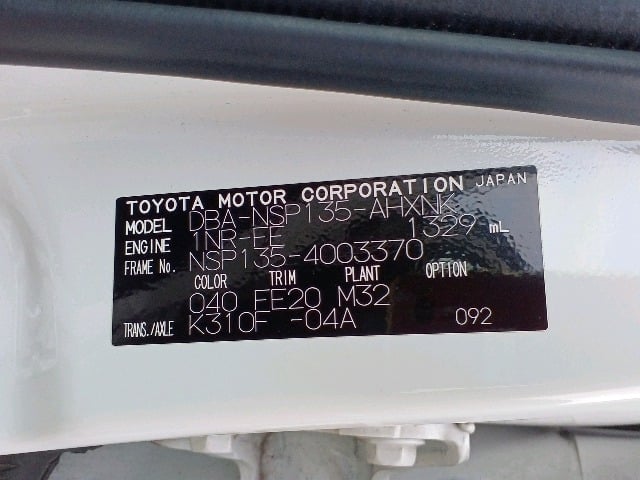 TOYOTA MOTOR CORPORATION JAPAN
MODEL DBA-NSP135-AHXNK
ENGINE 1NR-FE 1329 mL
FRAME No. NSP135-4003370
COLOR TRIM PLANT OPTION
040 FE20 M32
TRANS./AXLE K310F -04A 092